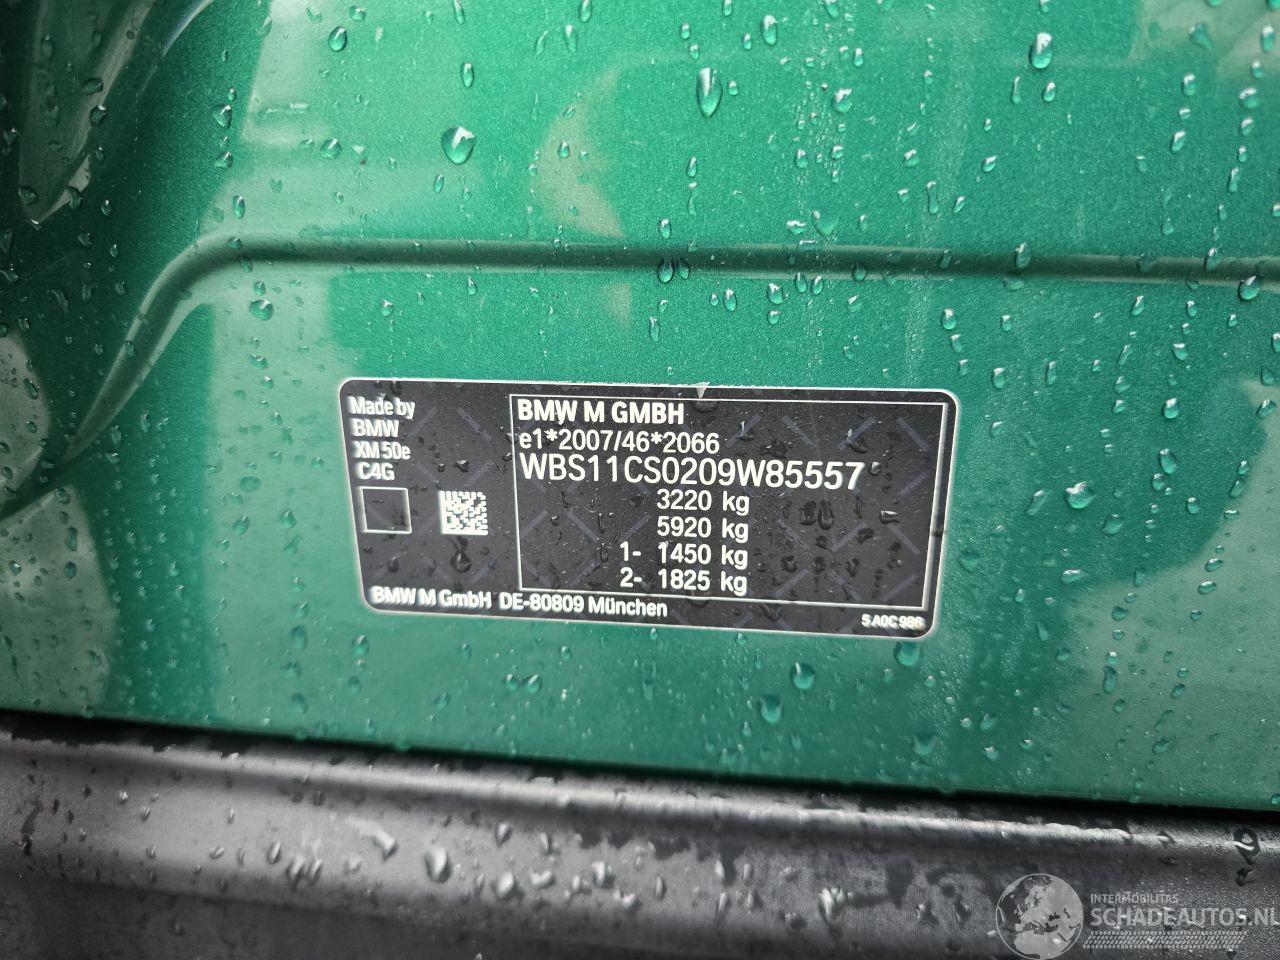 Made by
BMW
XM 50e
C4G
BMW M GMBH
e1*2007/46*2066
WBS11CS0209W85557
3220 kg
5920 kg
1- 1450 kg
2- 1825 kg
BMW M GmbH DE-80809 München
5A0C986
INTERMOBILITAS
SCHADEAUTOS.NL